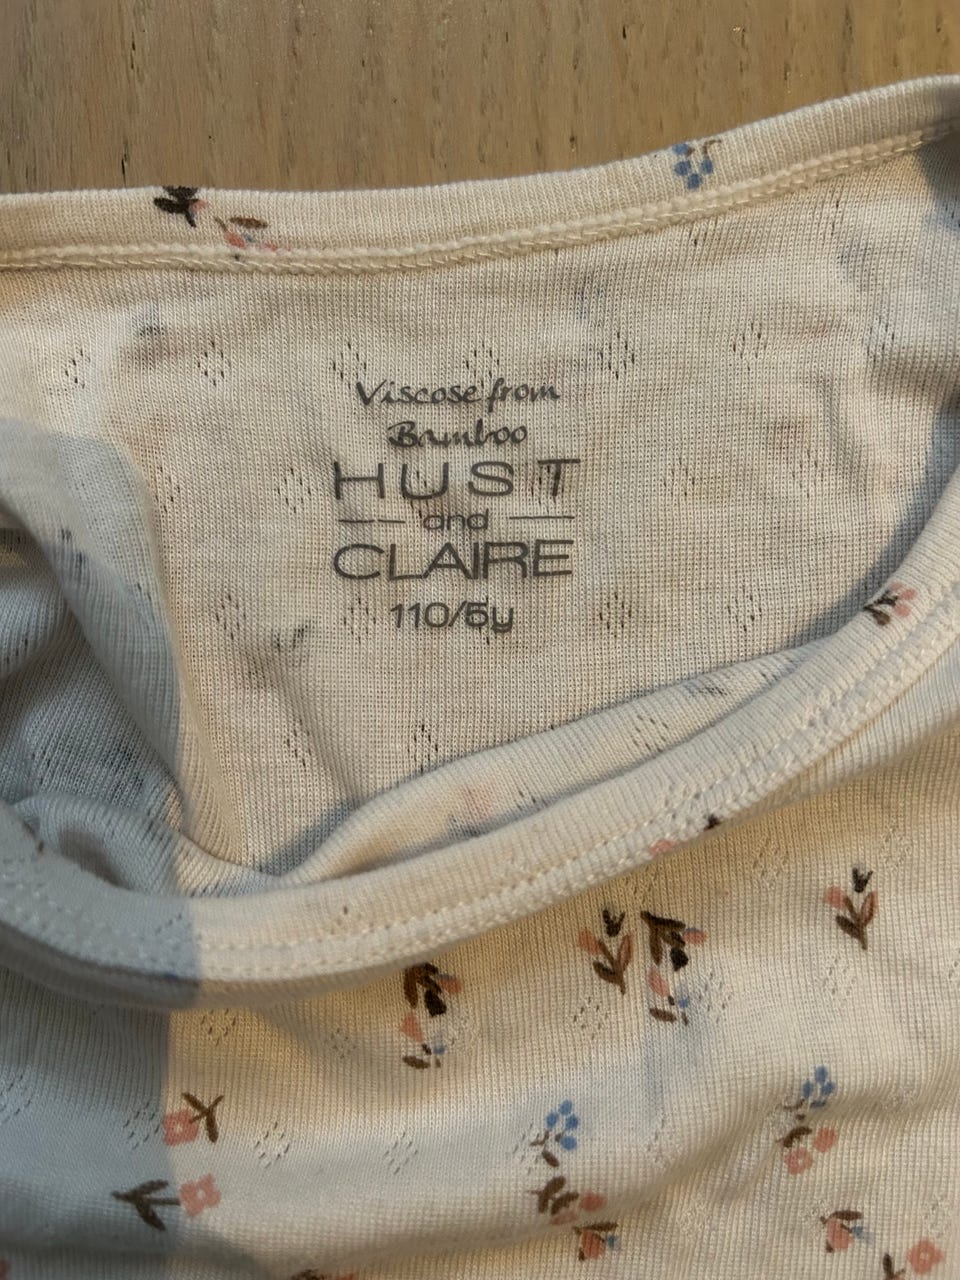 Viscose from
Bamboo
HUST
and
CLAIRE
110/5y